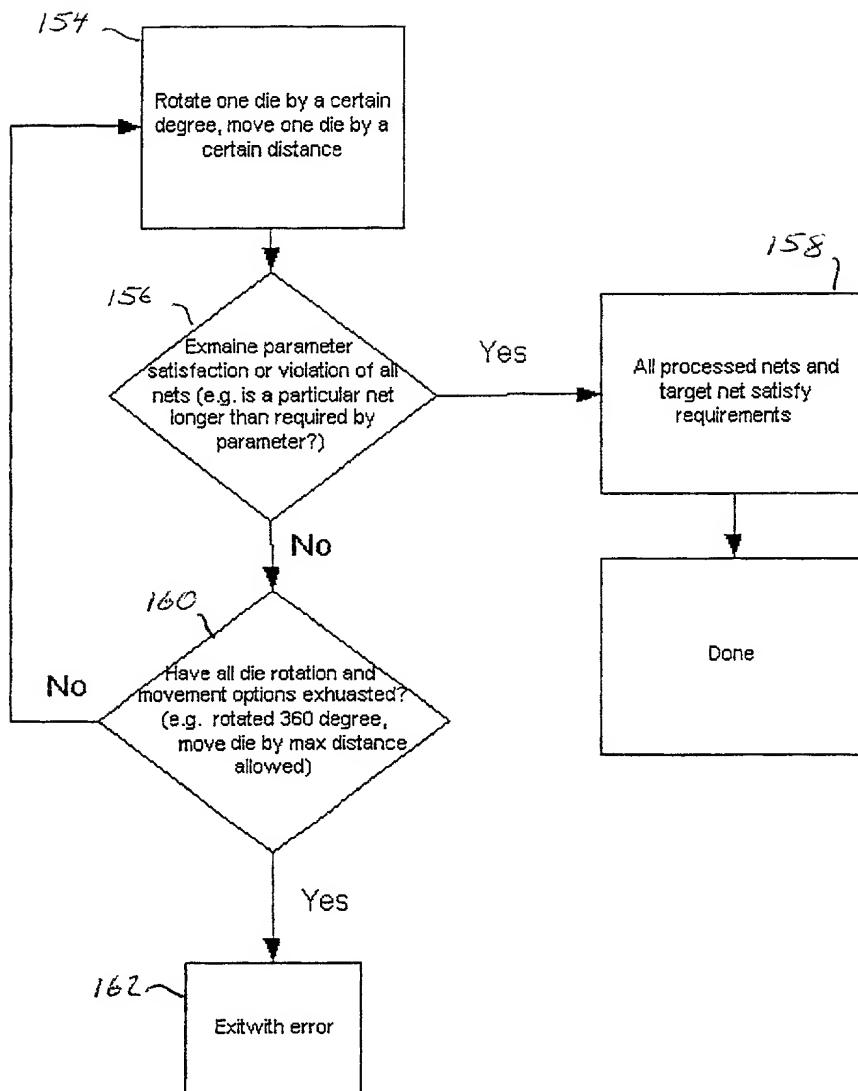 154
Rotate one die by a certain
degree, move one die by a
certain distance
156
Exmaine parameter
satisfaction or violation of all
nets (e.g. is a particular net
longer than required by
parameter?)
Yes
158
All processed nets and
target net satisfy
requirements
No
Done
160
Have all die rotation and
movement options exhuasted?
(e.g. rotated 360 degree,
move die by max distance
allowed)
No
Yes
162
Exitwith error